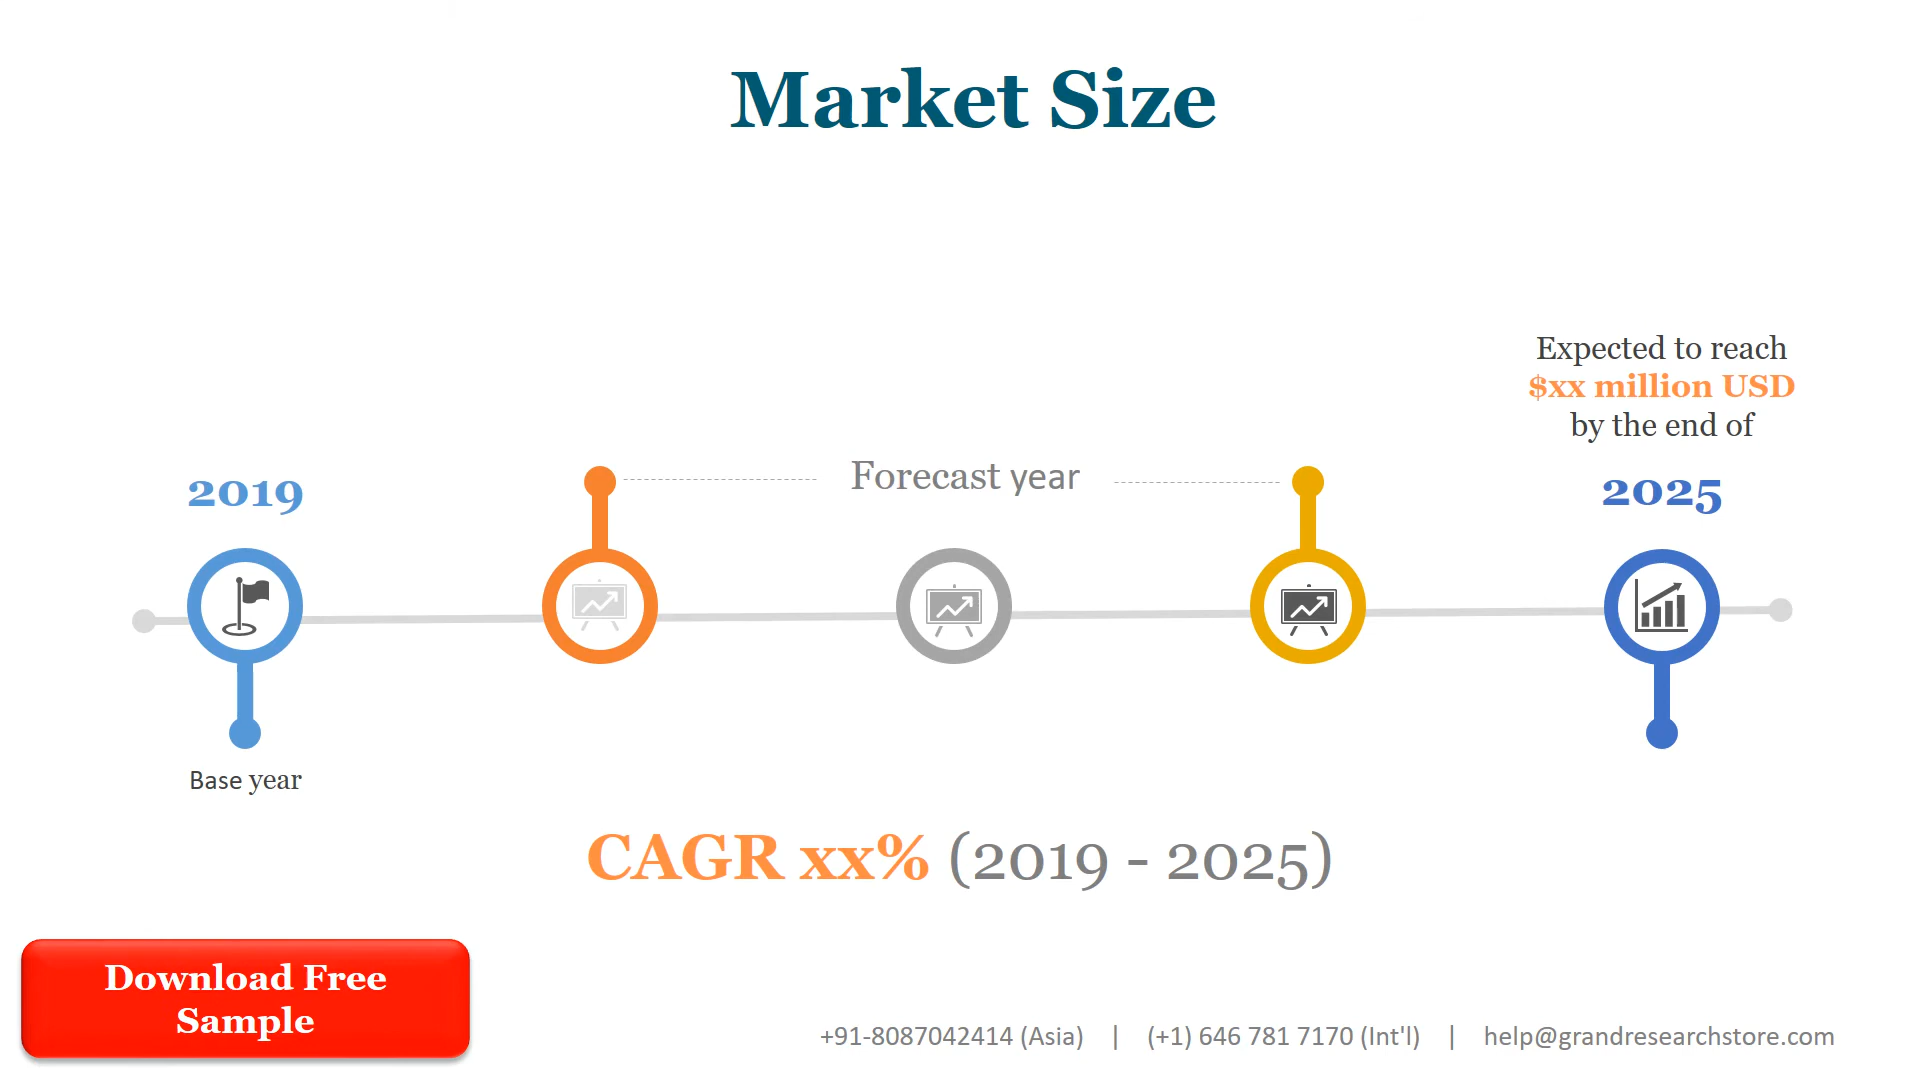 Market Size
Expected to reach
$xx million USD
by the end of
2019
Forecast year
2025
Base year
CAGR xx% (2019 - 2025)
Download Free
Sample
+91-8087042414 (Asia) | (+1) 646 781 7170 (Int'l) | help@grandresearchstore.com